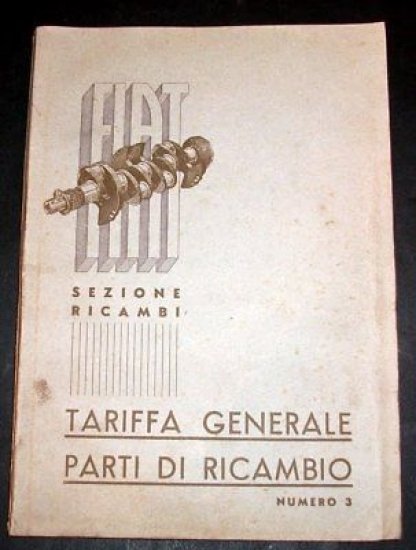 FIAT
SEZIONE
RICAMBI
TARIFFA GENERALE
PARTI DI RICAMBIO
NUMERO 3